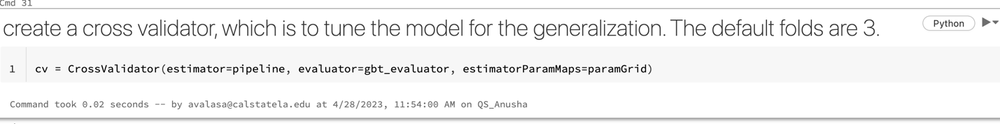 Cmd 31
create a cross validator, which is to tune the model for the generalization. The default folds are 3.
Python
1 cv = CrossValidator(estimator=pipeline, evaluator=gbt_evaluator, estimatorParamMaps=paramGrid)
Command took 0.02 seconds -- by avalasa@calstatela.edu at 4/28/2023, 11:54:00 AM on QS_Anusha